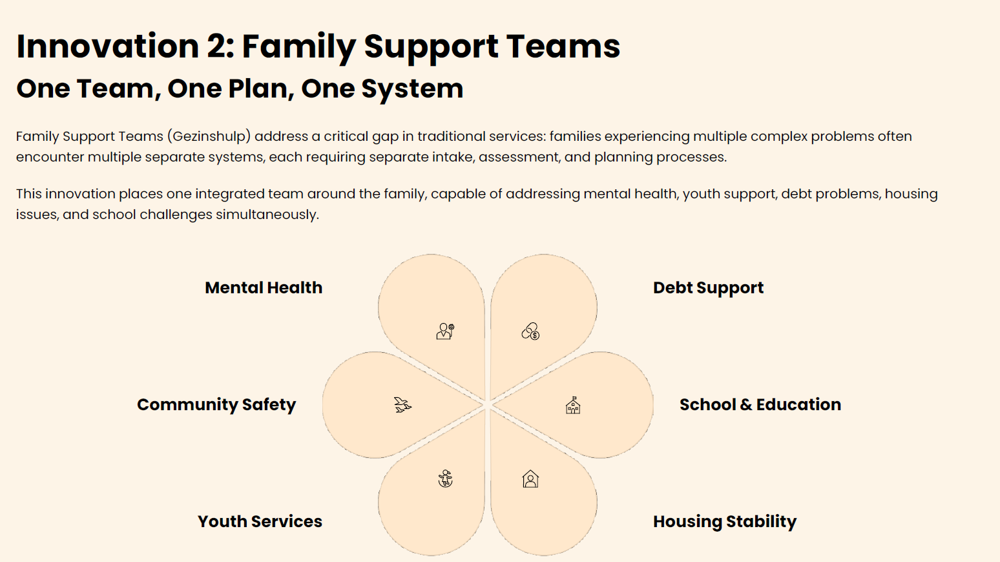 Innovation 2: Family Support Teams
One Team, One Plan, One System
Family Support Teams (Gezinshulp) address a critical gap in traditional services: families experiencing multiple complex problems often
encounter multiple separate systems, each requiring separate intake, assessment, and planning processes.
This innovation places one integrated team around the family, capable of addressing mental health, youth support, debt problems, housing
issues, and school challenges simultaneously.
Mental Health
Debt Support
Community Safety
School & Education
Youth Services
Housing Stability